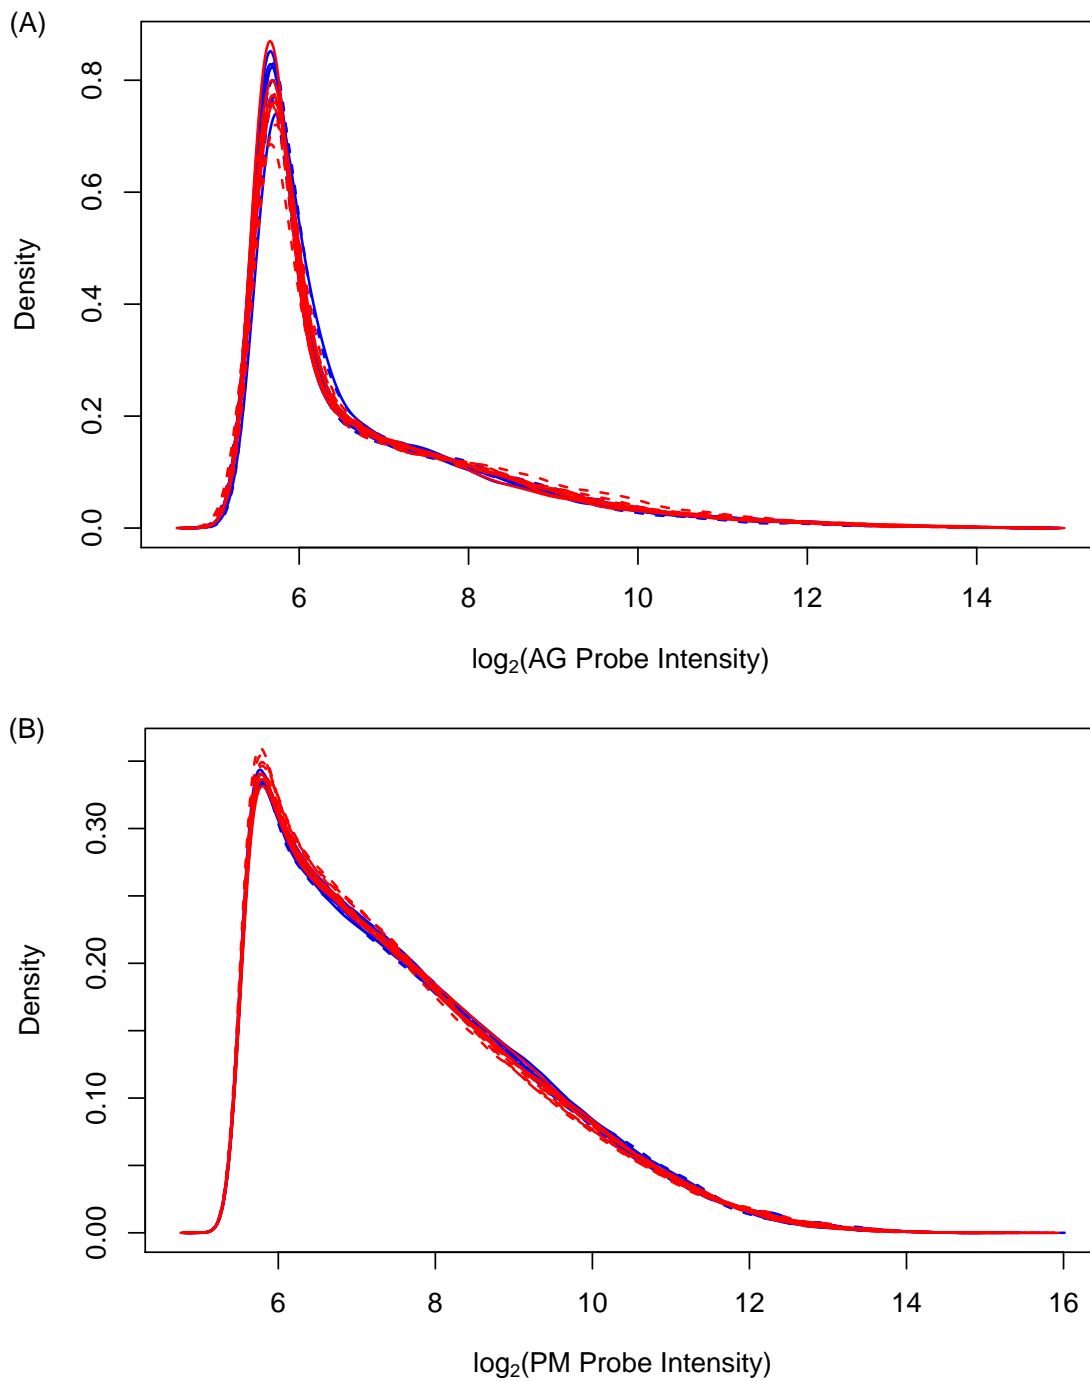 (A)
0.8
0.6
0.4
0.2
0.0
Density
6 8 10 12 14
log₂(AG Probe Intensity)
(B)
0.30
0.20
0.10
0.00
Density
6 8 10 12 14 16
log₂(PM Probe Intensity)